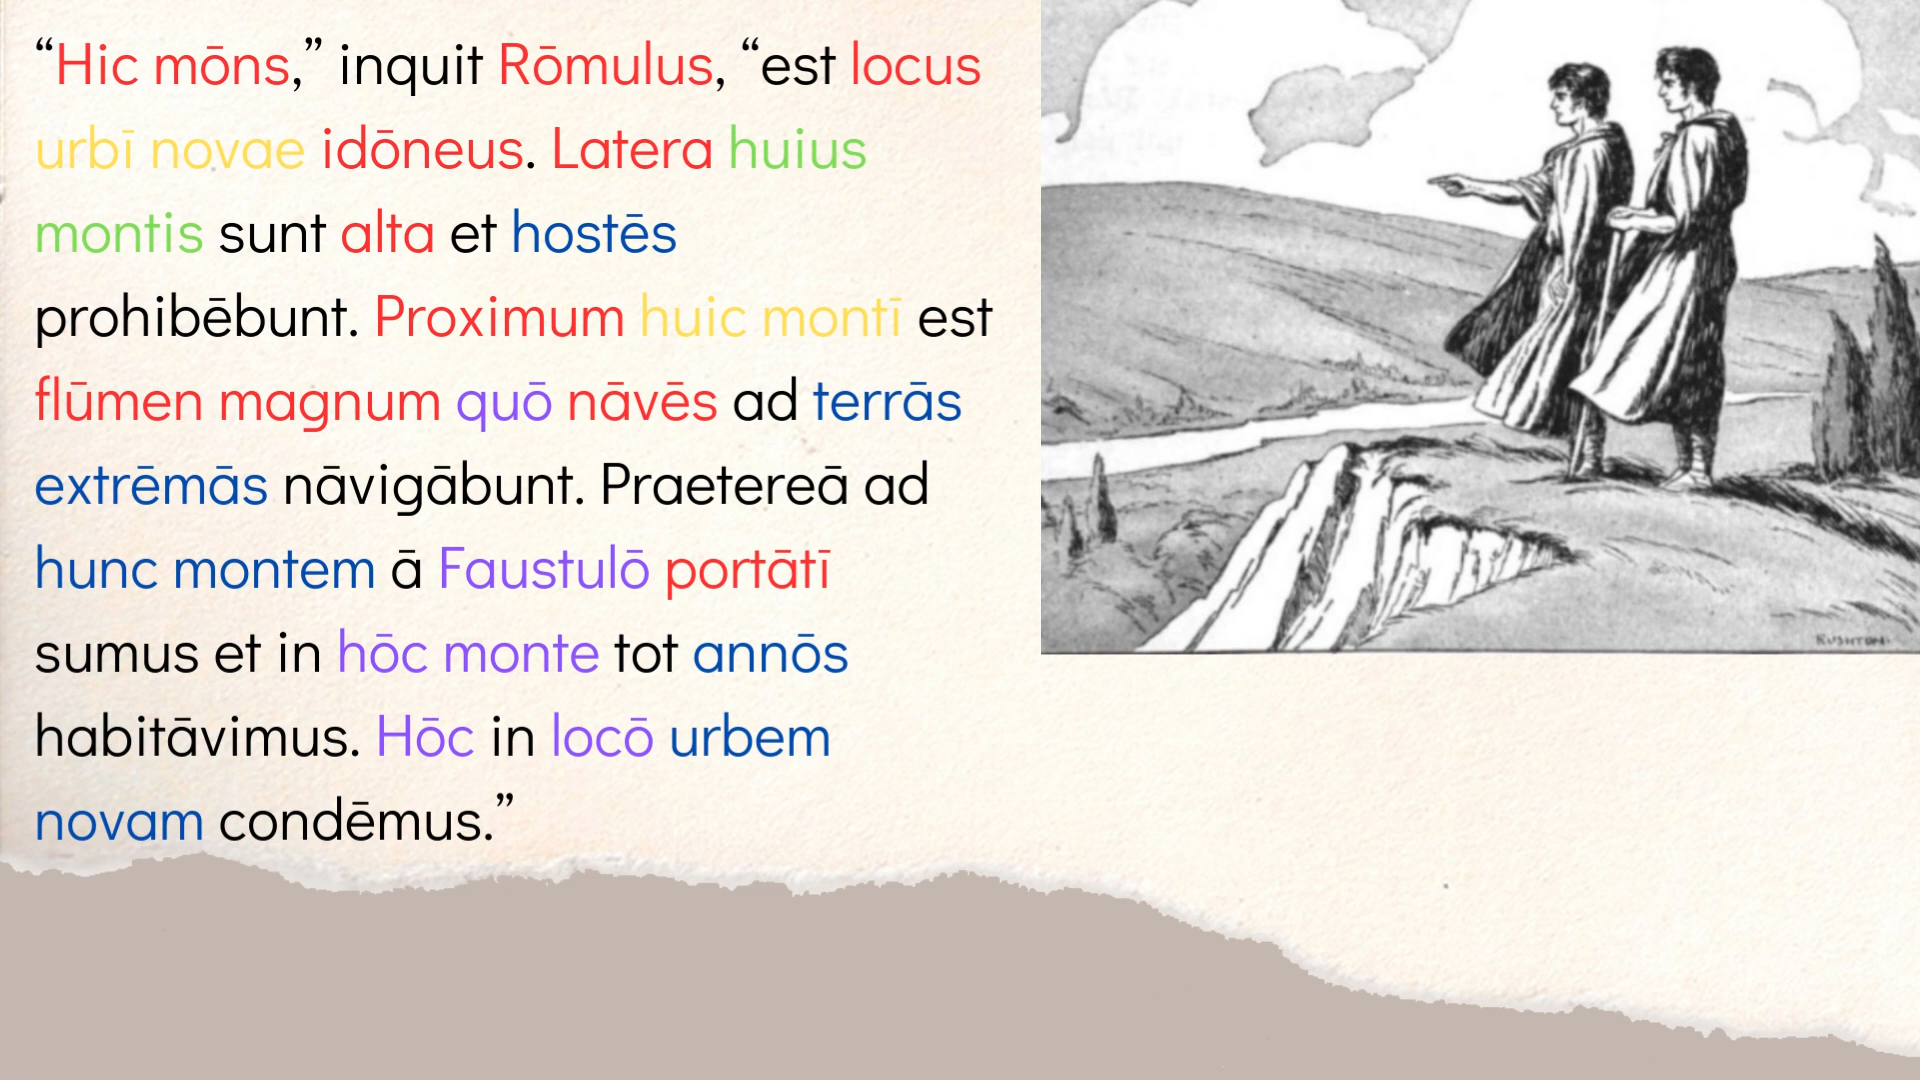 “Hic mōns,” inquit Rōmulus, “est locus
urbī novae idōneus. Latera huius
montis sunt alta et hostēs
prohibēbunt. Proximum huic montī est
flūmen magnum quō nāvēs ad terrās
extrēmās nāvigābunt. Praetereā ad
hunc montem ā Faustulō portātī
sumus et in hōc monte tot annōs
habitāvimus. Hōc in locō urbem
novam condēmus.”
RUSHTON